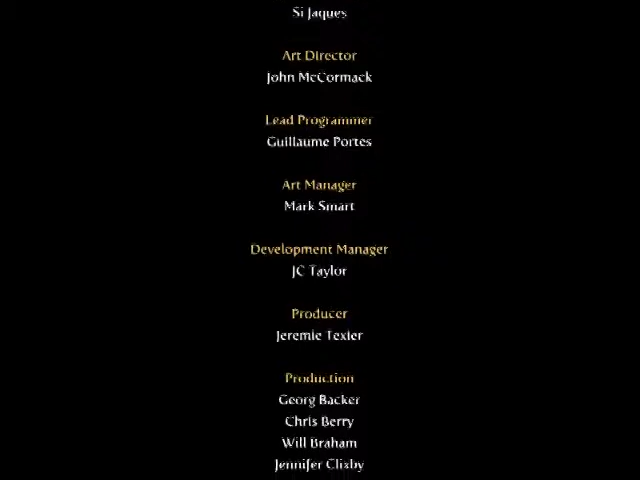 Si Jaques
Art Director
John McCormack
Lead Programmer
Guillaume Portes
Art Manager
Mark Smart
Development Manager
JC Taylor
Producer
Jeremie Texier
Production
Georg Backer
Chris Berry
Will Braham
Jennifer Clixby